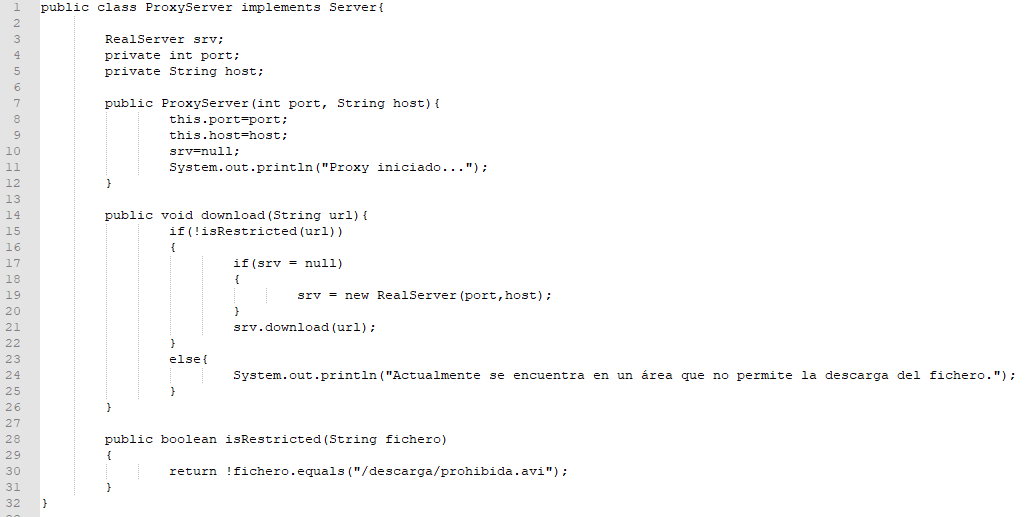 1 public class ProxyServer implements Server{
2
3 RealServer srv;
4 private int port;
5 private String host;
6
7 public ProxyServer(int port, String host){
8 this.port=port;
9 this.host=host;
10 srv=null;
11 System.out.println("Proxy iniciado...");
12 }
13
14 public void download(String url){
15 if(!isRestricted(url))
16 {
17 if(srv = null)
18 {
19 srv = new RealServer(port,host);
20 }
21 srv.download(url);
22 }
23 else{
24 System.out.println("Actualmente se encuentra en un área que no permite la descarga del fichero.");
25 }
26 }
27
28 public boolean isRestricted(String fichero)
29 {
30 return !fichero.equals("/descarga/prohibida.avi");
31 }
32 }